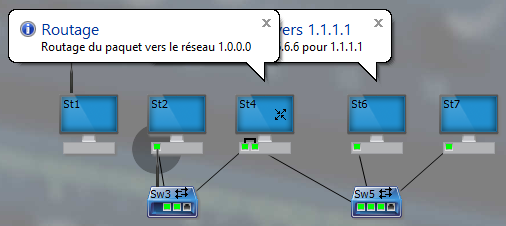 Routage
Routage du paquet vers le réseau 1.0.0.0
vers 1.1.1.1
.6.6 pour 1.1.1.1
St1
St2
St4
St6
St7
Sw3
Sw5